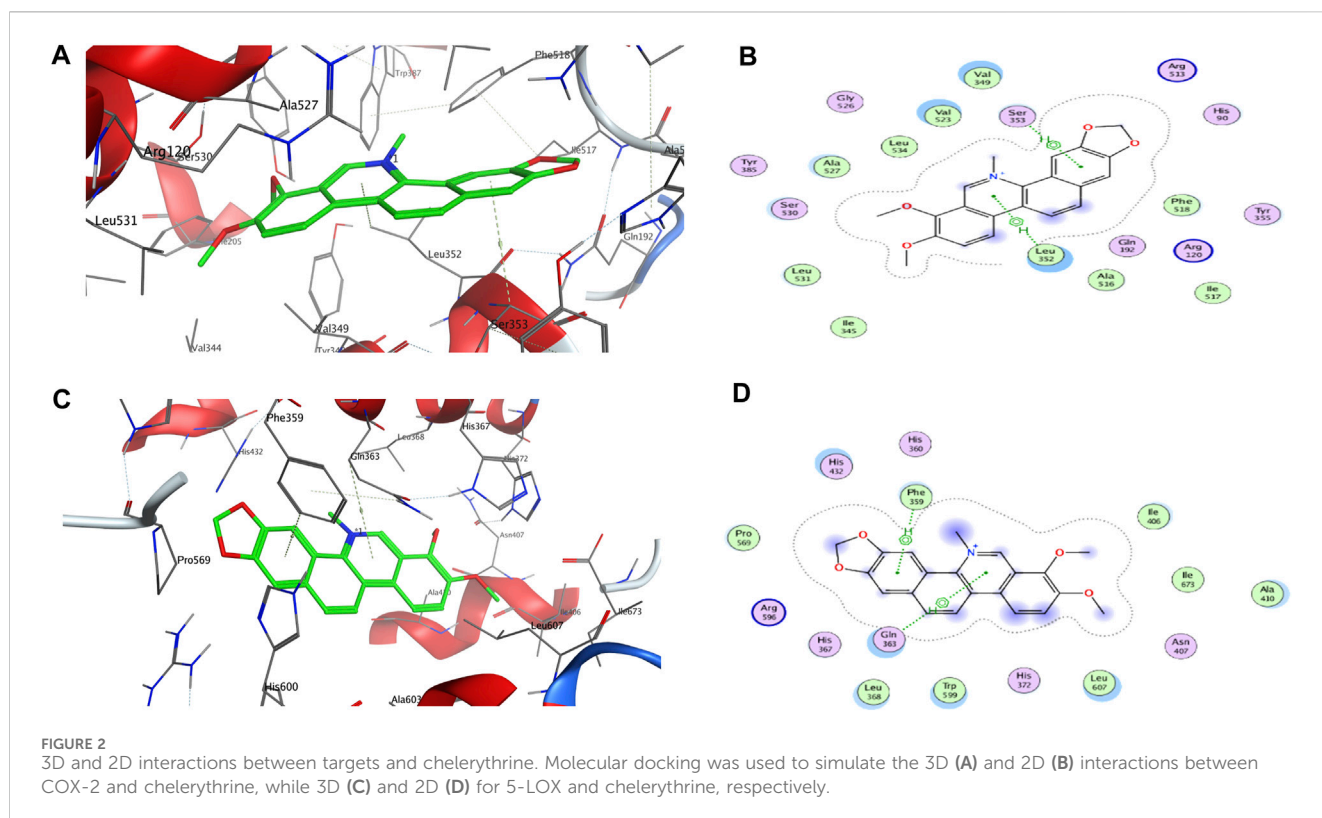 A
Phe518
Trp387
Ala527
Arg120
Ser530
N 1
Ile517
Leu531
Leu352
Gln192
Val349
Ser353
Val344
B
Val
349
Arg
513
Gly
526
Val
523
Ser
353
His
90
Leu
534
Tyr
385
Ala
527
H
O
N+
O
Ser
530
Phe
518
Tyr
355
O
H
O
Leu
352
Gln
192
Arg
120
Leu
531
Ala
516
Ile
517
Ile
345
C
Phe359
Leu368
His367
His432
Gln363
His372
Pro569
Asn407
Ile406
Ile673
Leu607
His600
Ala603
D
His
360
His
432
Phe
359
Pro
569
H
N+
Ile
406
O
O
O
O
Ile
673
Ala
410
Arg
596
H
His
367
Gln
363
Asn
407
Leu
368
Trp
599
His
372
Leu
607
FIGURE 2
3D and 2D interactions between targets and chelerythrine. Molecular docking was used to simulate the 3D (A) and 2D (B) interactions between
COX-2 and chelerythrine, while 3D (C) and 2D (D) for 5-LOX and chelerythrine, respectively.